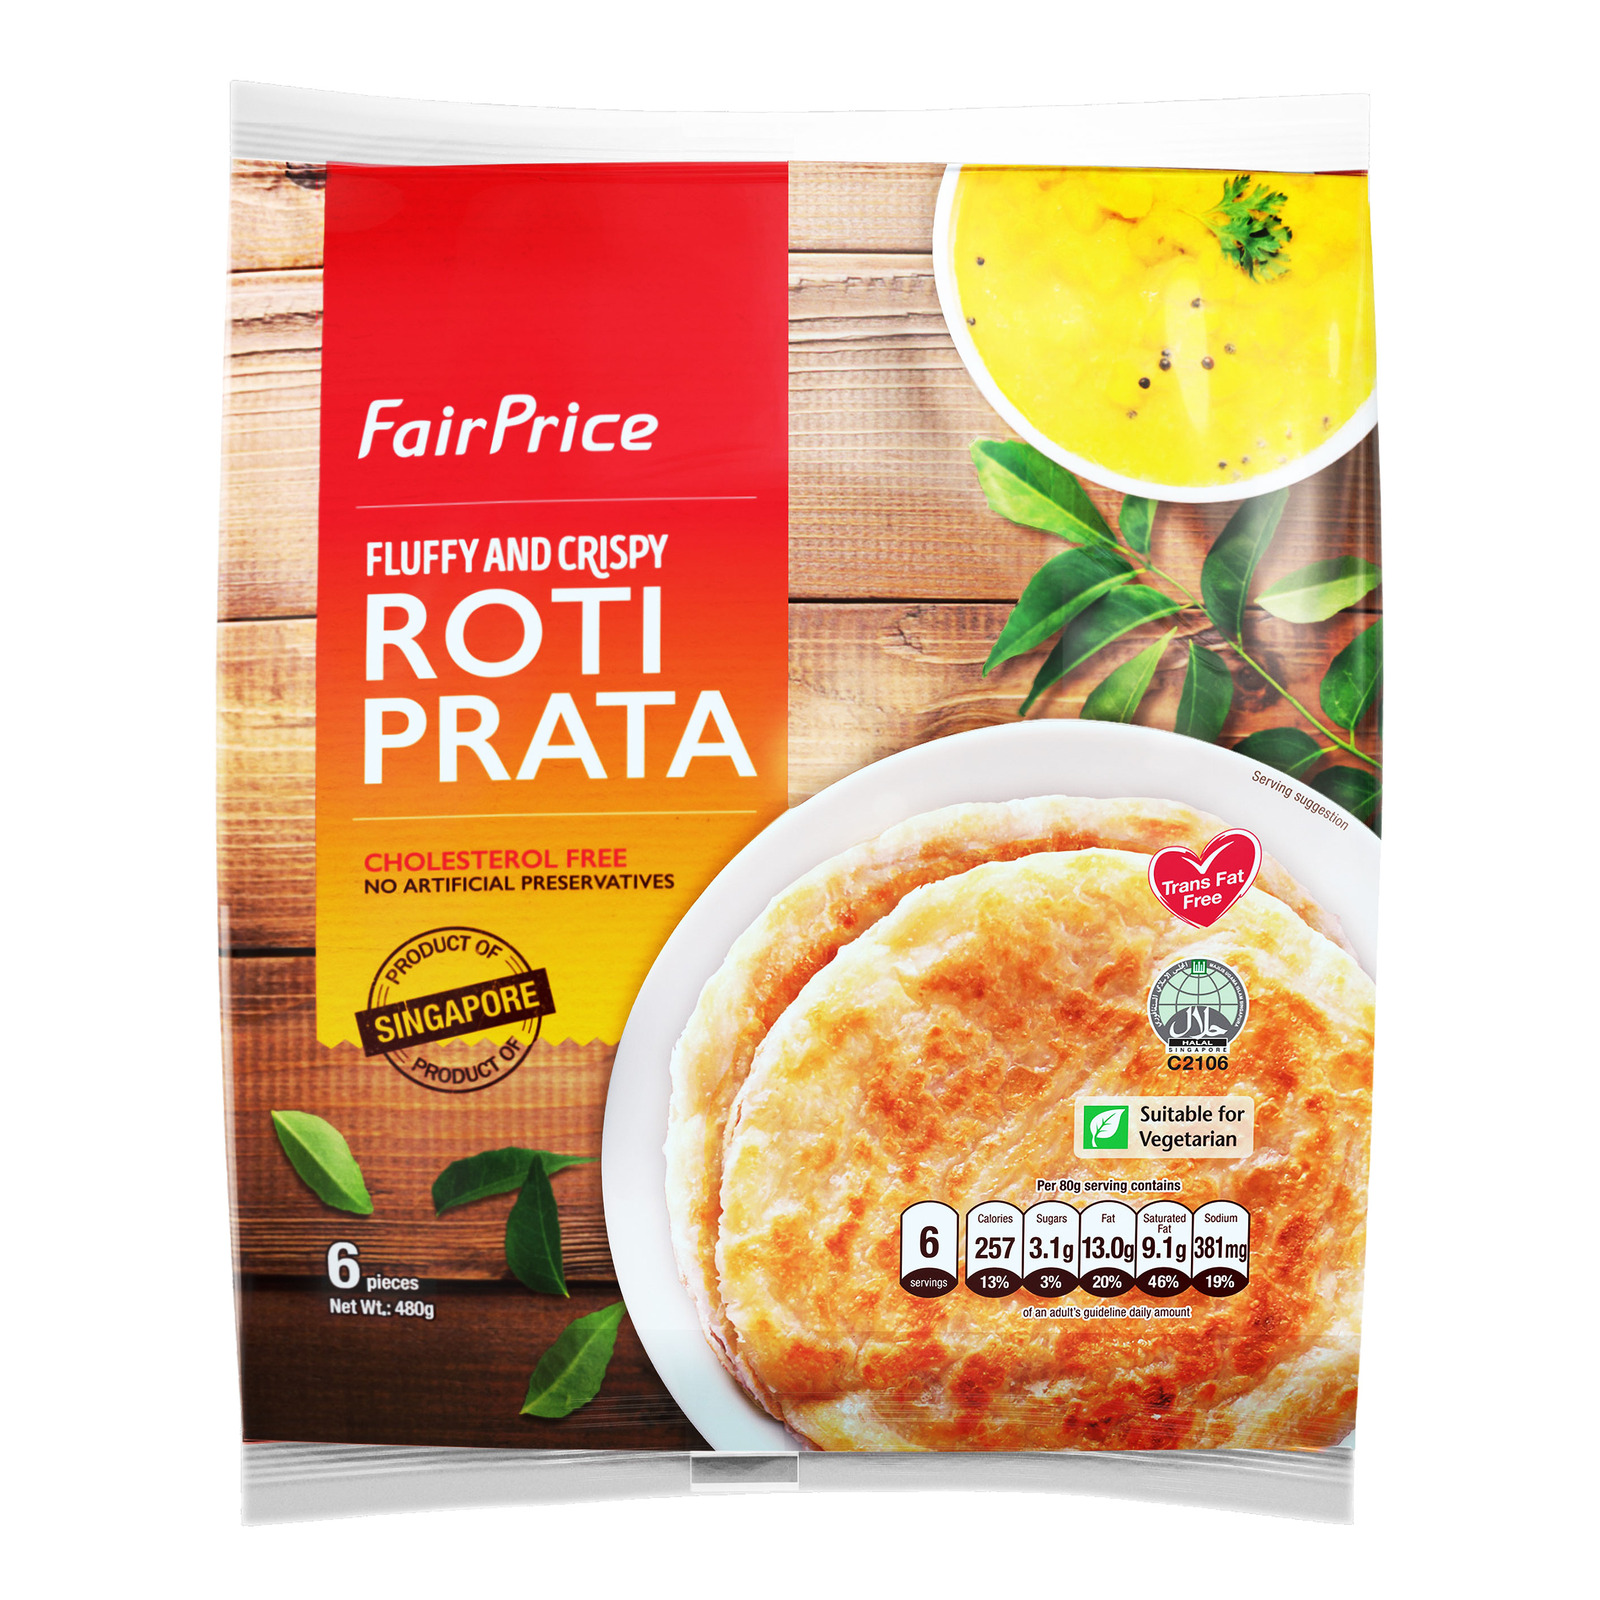 FairPrice
FLUFFY AND CRISPY
ROTI
PRATA
CHOLESTEROL FREE
NO ARTIFICIAL PRESERVATIVES
PRODUCT OF
SINGAPORE
PRODUCT OF
6 pieces
Net Wt.: 480g
Serving suggestion
Trans Fat
Free
حلال
HALAL
SINGAPORE
C2106
Suitable for
Vegetarian
Per 80g serving contains
6
servings
Calories
257
13%
Sugars
3.1g
3%
Fat
13.0g
20%
Saturated
Fat
9.1g
46%
Sodium
381mg
19%
of an adult's guideline daily amount